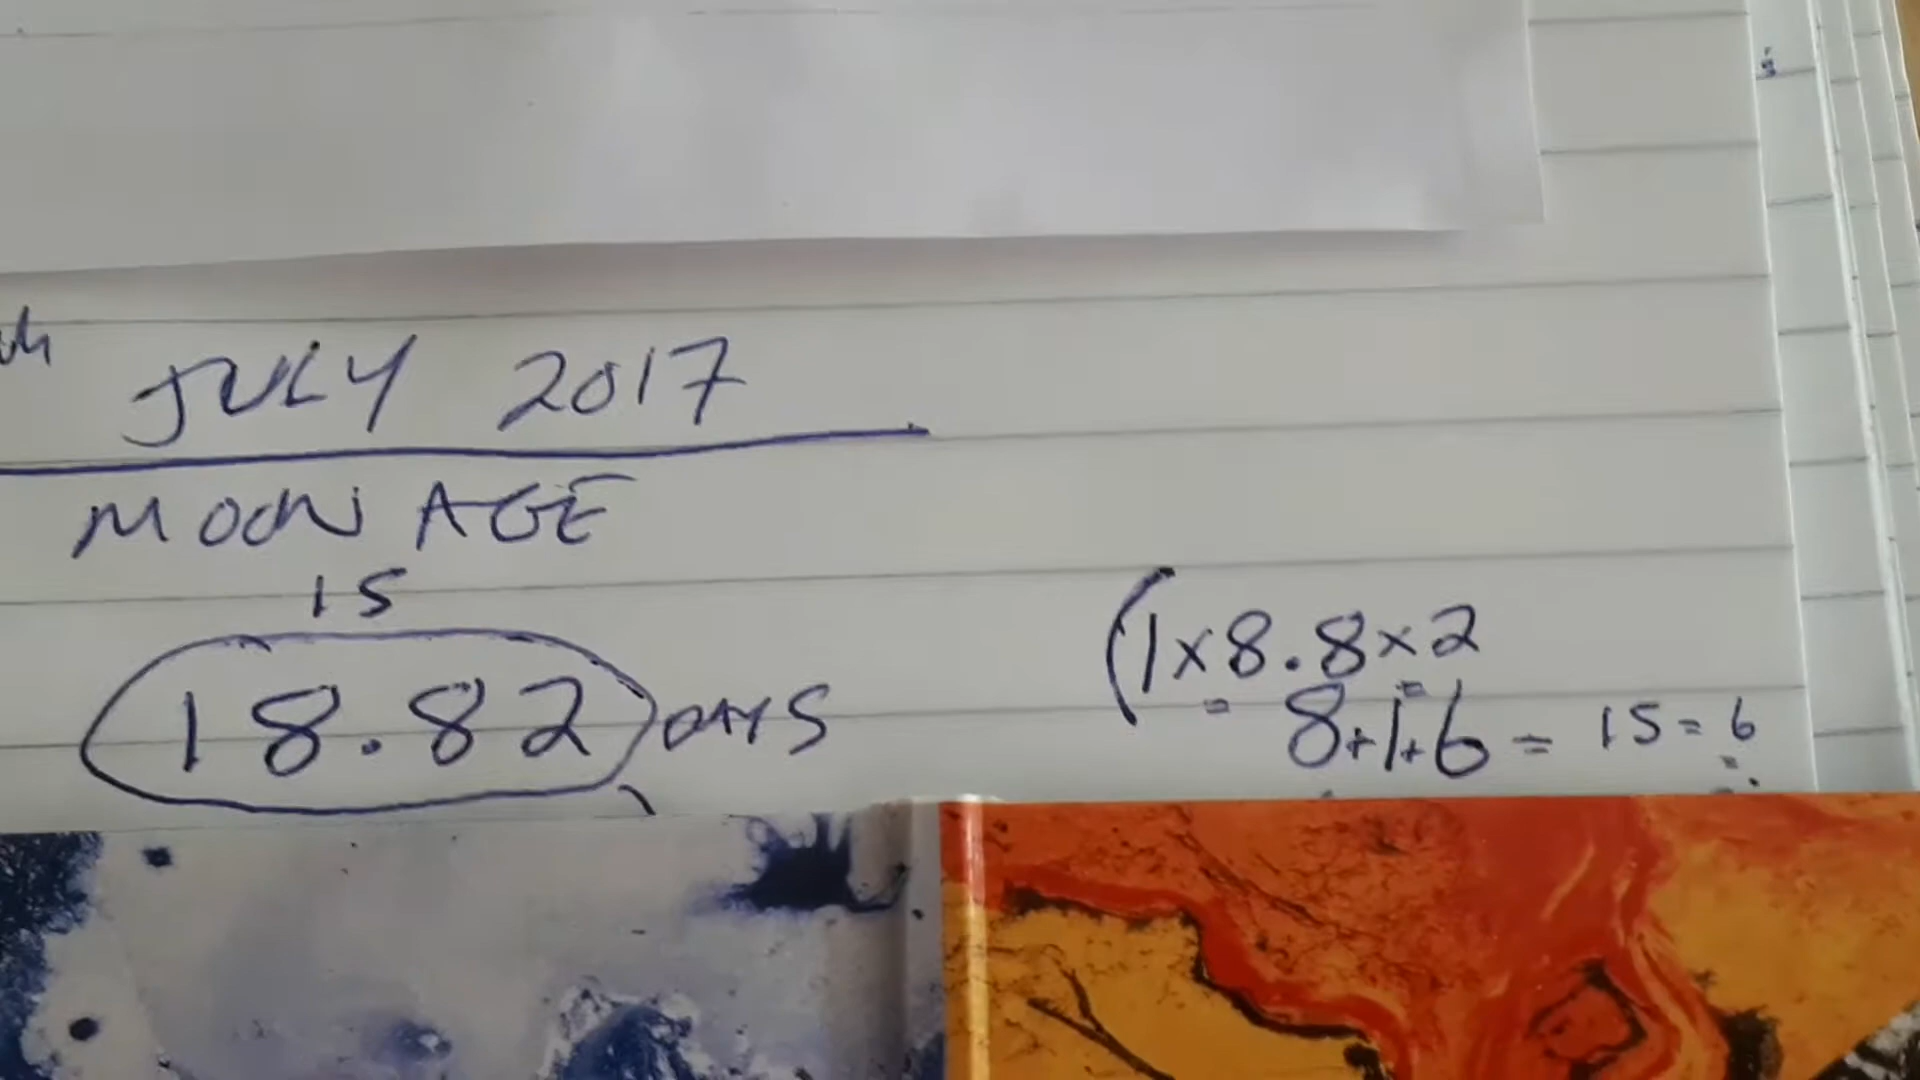 JULY 2017
MOON AGE
IS
18.82 DAYS
(1x8.8x2
= =
8+1+6 = 15 = 6